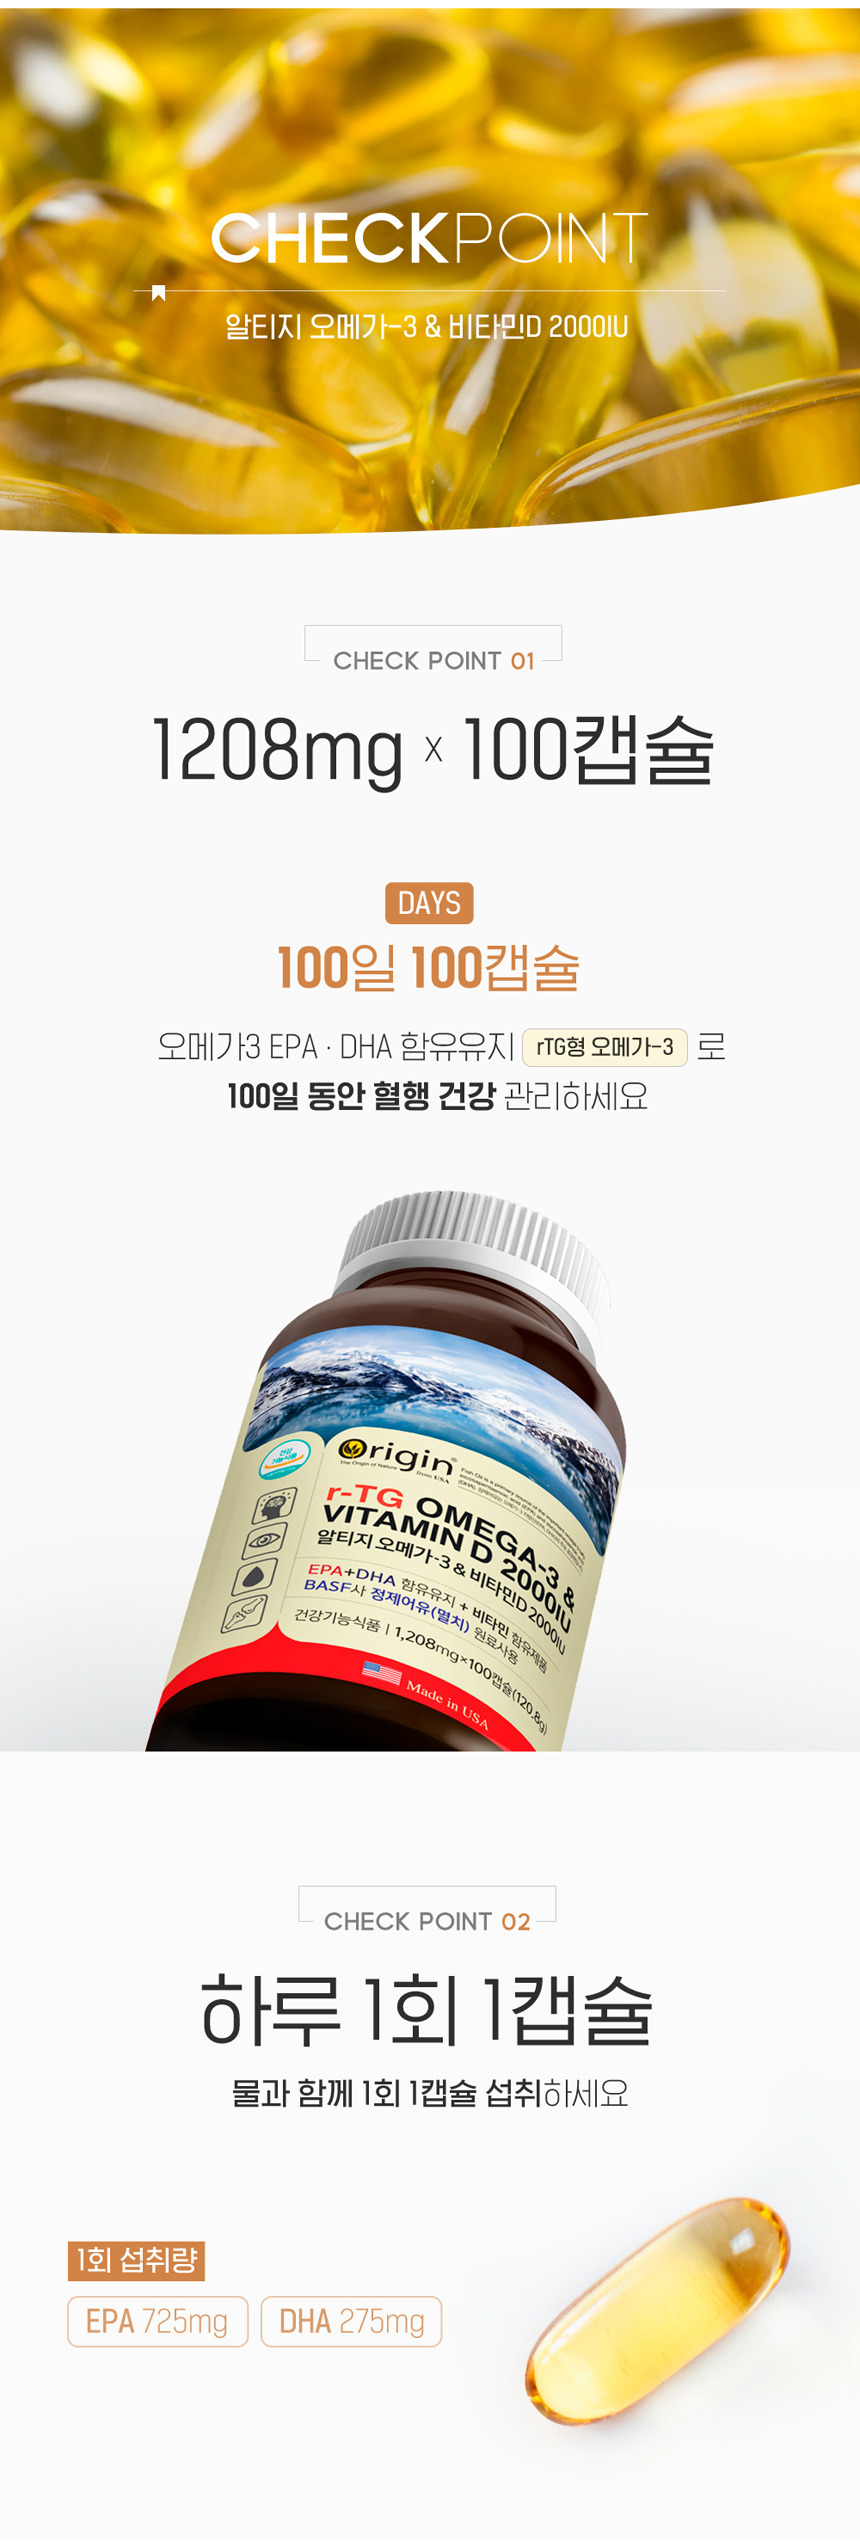 CHECKPOINT
알티지 오메가-3 & 비타민D 2000IU
CHECK POINT 01
1208mg x 100캡슐
DAYS
100일 100캡슐
오메가3 EPA · DHA 함유유지 rTG형 오메가-3 로
100일 동안 혈행 건강 관리하세요
건강
기능식품
Origin®
The Origin of Nature from USA
r-TG OMEGA-3 &
VITAMIN D 2000IU
알티지 오메가-3 & 비타민D 2000IU
EPA+DHA 함유유지 + 비타민 함유제품
BASF사 정제어유(멸치) 원료사용
건강기능식품 | 1,208mg×100캡슐(120.8g)
Made in USA
CHECK POINT 02
하루 1회 1캡슐
물과 함께 1회 1캡슐 섭취하세요
1회 섭취량
EPA 725mg
DHA 275mg